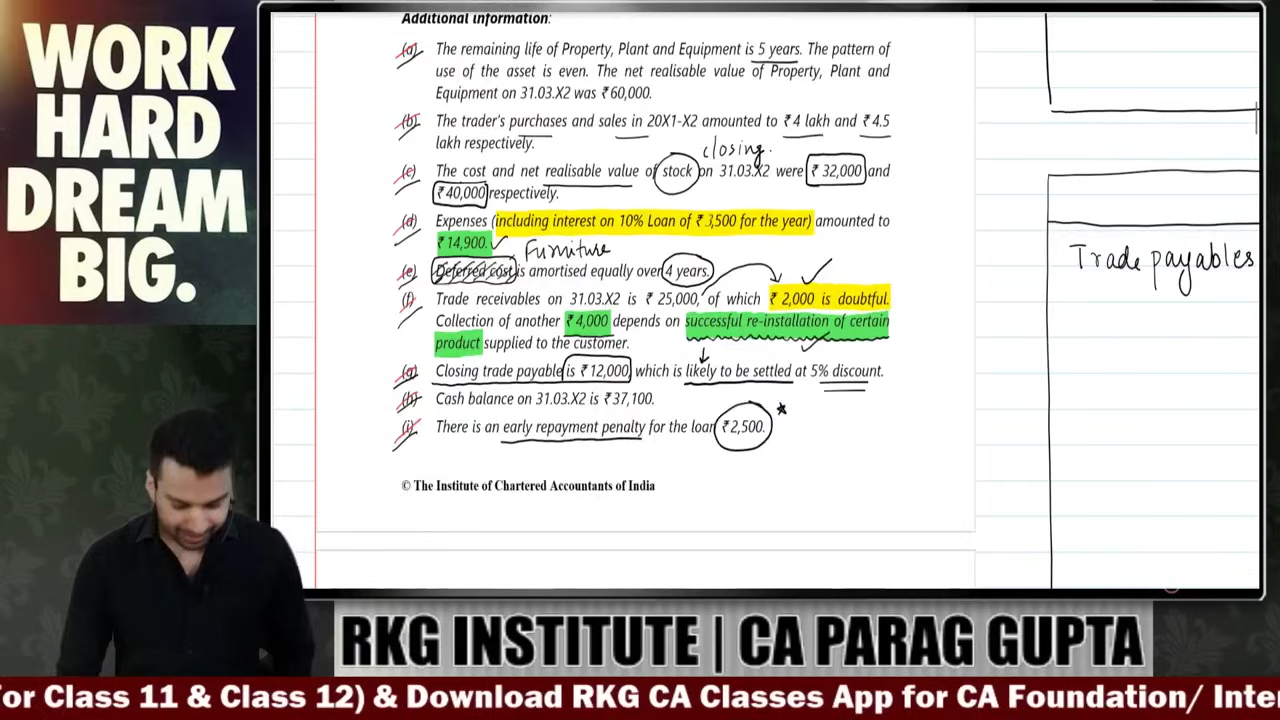 WORK
HARD
DREAM
BIG.
Additional information:
(a) The remaining life of Property, Plant and Equipment is 5 years. The pattern of
use of the asset is even. The net realisable value of Property, Plant and
Equipment on 31.03.X2 was ₹ 60,000.
(b) The trader's purchases and sales in 20X1-X2 amounted to ₹ 4 lakh and ₹ 4.5
lakh respectively.
closing.
(c) The cost and net realisable value of stock on 31.03.X2 were ₹ 32,000 and
₹ 40,000 respectively.
(d) Expenses (including interest on 10% Loan of ₹ 3,500 for the year) amounted to
₹ 14,900.
Furniture
(e) Deferred cost is amortised equally over 4 years.
(f) Trade receivables on 31.03.X2 is ₹ 25,000, of which ₹ 2,000 is doubtful.
Collection of another ₹ 4,000 depends on successful re-installation of certain
product supplied to the customer.
(g) Closing trade payable is ₹ 12,000 which is likely to be settled at 5% discount.
(h) Cash balance on 31.03.X2 is ₹ 37,100.
(i) There is an early repayment penalty for the loan ₹ 2,500.
© The Institute of Chartered Accountants of India
Trade payables
RKG INSTITUTE | CA PARAG GUPTA
For Class 11 & Class 12) & Download RKG CA Classes App for CA Foundation/ Inte